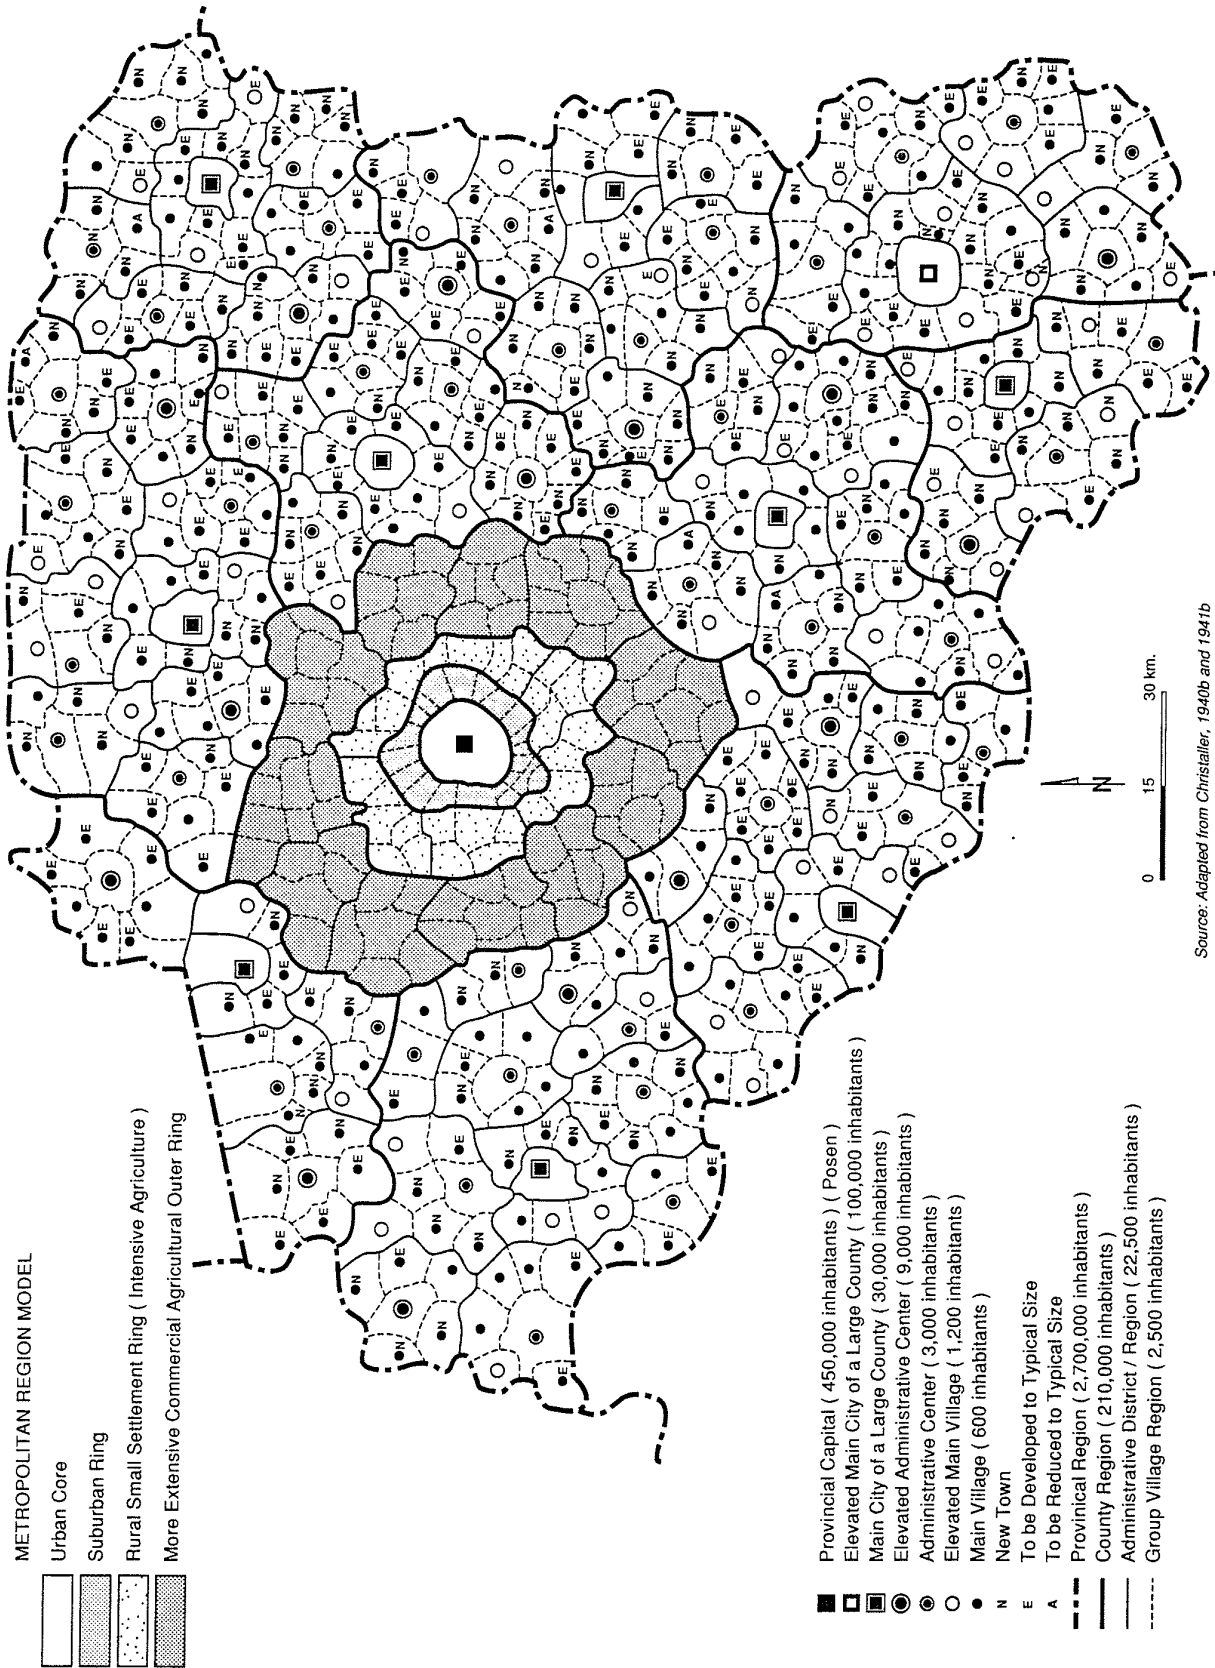 METROPOLITAN REGION MODEL
Urban Core
Suburban Ring
Rural Small Settlement Ring ( Intensive Agriculture )
More Extensive Commercial Agricultural Outer Ring
Provincial Capital ( 450,000 inhabitants ) ( Posen )
Elevated Main City of a Large County ( 100,000 inhabitants )
Main City of a Large County ( 30,000 inhabitants )
Elevated Administrative Center ( 9,000 inhabitants )
Administrative Center ( 3,000 inhabitants )
Elevated Main Village ( 1,200 inhabitants )
Main Village ( 600 inhabitants )
N New Town
E To be Developed to Typical Size
A To be Reduced to Typical Size
Provinical Region ( 2,700,000 inhabitants )
County Region ( 210,000 inhabitants )
Administrative District / Region ( 22,500 inhabitants )
Group Village Region ( 2,500 inhabitants )
N
0 15 30 km.
Source: Adapted from Christaller, 1940b and 1941b